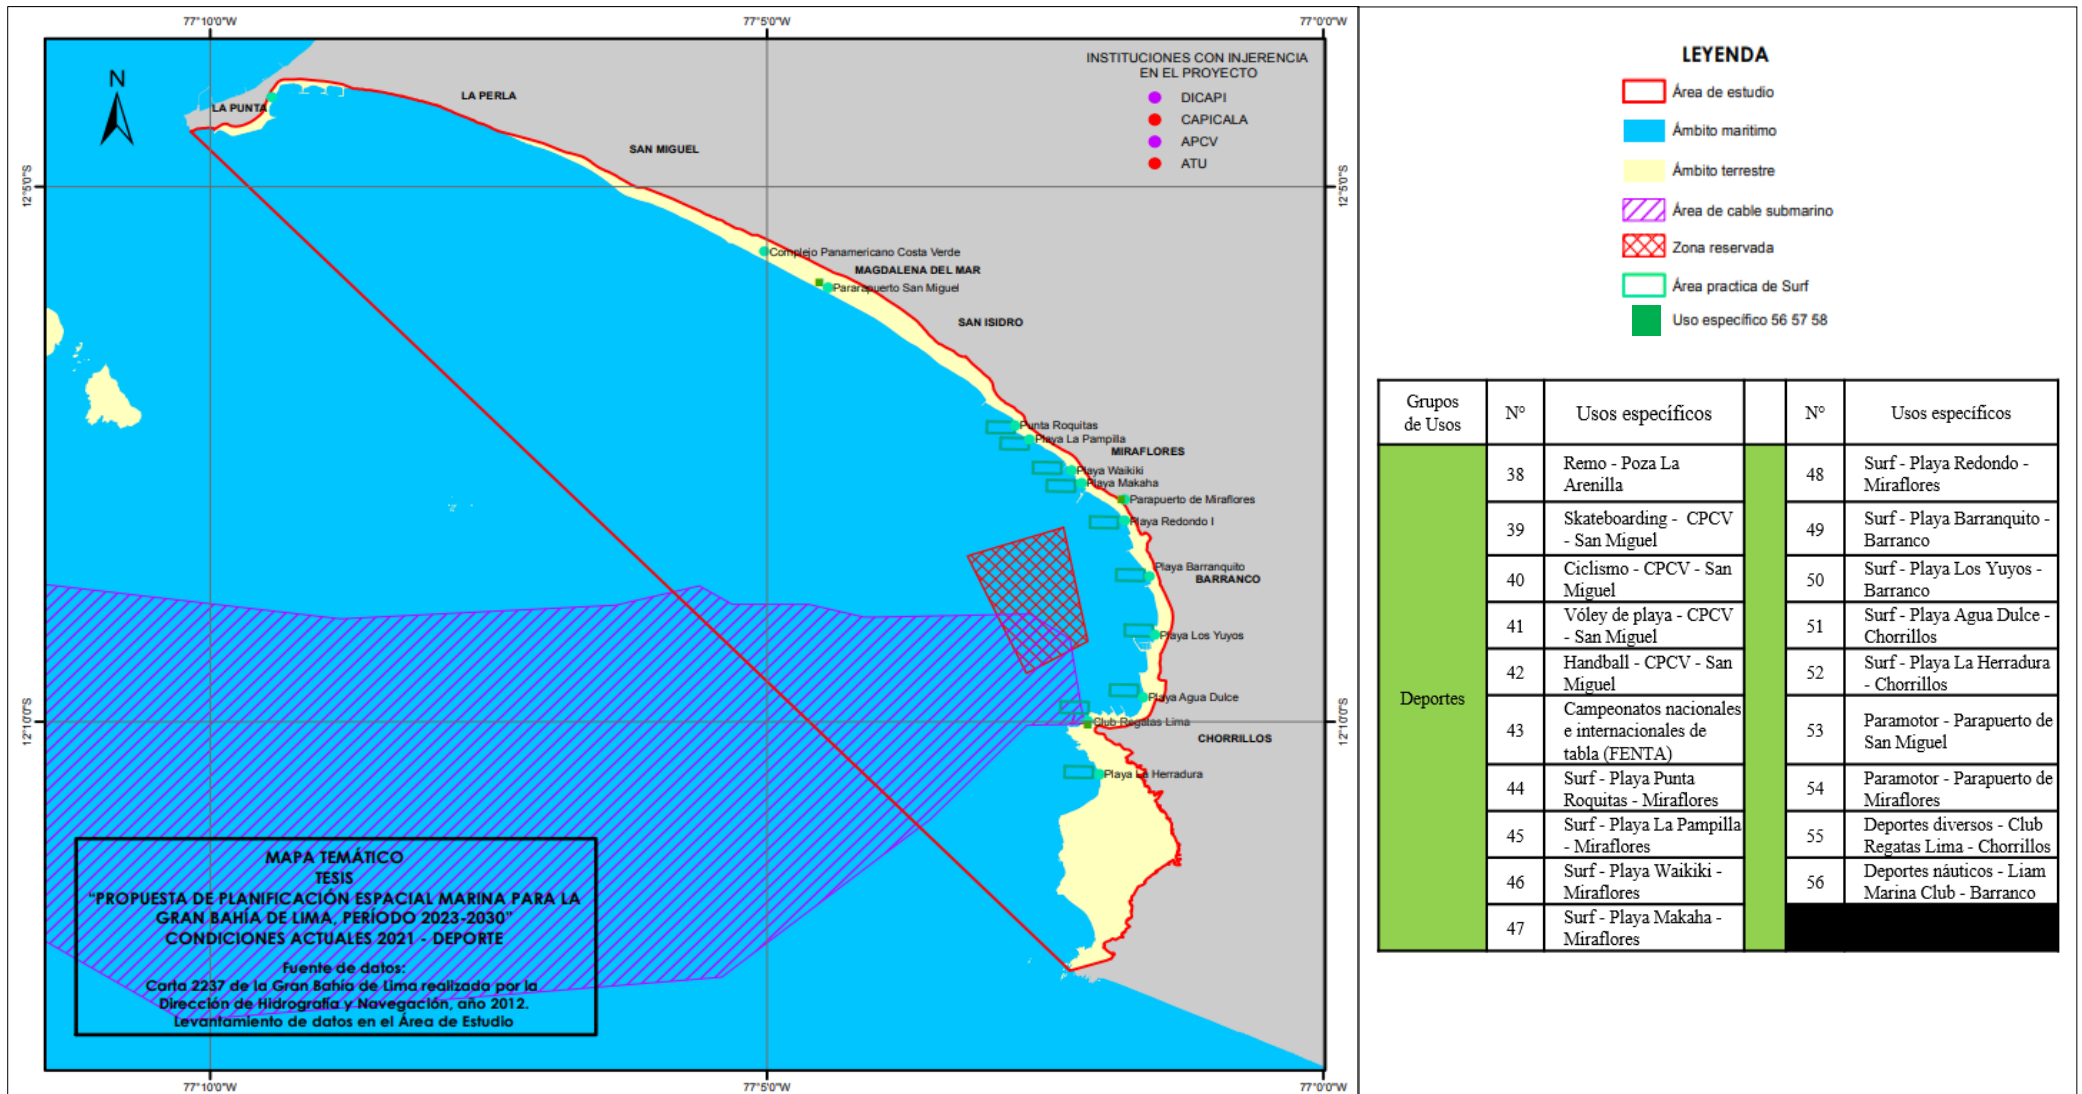 77°10'0"W
77°5'0"W
77°0'0"W
N
LA PUNTA
LA PERLA
SAN MIGUEL
INSTITUCIONES CON INJERENCIA
EN EL PROYECTO
DICAPI
CAPICALA
APCV
ATU
12°5'0"S
12°5'0"S
Complejo Panamericano Costa Verde
MAGDALENA DEL MAR
Pararapuerto San Miguel
SAN ISIDRO
Punta Roquitas
Playa La Pampilla
MIRAFLORES
Playa Waikiki
Playa Makaha
Parapuerto de Miraflores
Playa Redondo I
Playa Barranquito
BARRANCO
Playa Los Yuyos
Playa Agua Dulce
Club Regatas Lima
12°10'0"S
12°10'0"S
CHORRILLOS
Playa La Herradura
MAPA TEMÁTICO
TESIS
"PROPUESTA DE PLANIFICACIÓN ESPACIAL MARINA PARA LA
GRAN BAHÍA DE LIMA, PERÍODO 2023-2030"
CONDICIONES ACTUALES 2021 - DEPORTE
Fuente de datos:
Carta 2237 de la Gran Bahía de Lima realizada por la
Dirección de Hidrografía y Navegación, año 2012.
Levantamiento de datos en el Área de Estudio
77°10'0"W
77°5'0"W
77°0'0"W
LEYENDA
Área de estudio
Ámbito maritimo
Ámbito terrestre
Área de cable submarino
Zona reservada
Área practica de Surf
Uso específico 56 57 58
Grupos
de Usos
N°
Usos específicos
N°
Usos específicos
Deportes
38
Remo - Poza La
Arenilla
48
Surf - Playa Redondo -
Miraflores
39
Skateboarding - CPCV
- San Miguel
49
Surf - Playa Barranquito -
Barranco
40
Ciclismo - CPCV - San
Miguel
50
Surf - Playa Los Yuyos -
Barranco
41
Vóley de playa - CPCV
- San Miguel
51
Surf - Playa Agua Dulce -
Chorrillos
42
Handball - CPCV - San
Miguel
52
Surf - Playa La Herradura
- Chorrillos
43
Campeonatos nacionales
e internacionales de
tabla (FENTA)
53
Paramotor - Parapuerto de
San Miguel
44
Surf - Playa Punta
Roquitas - Miraflores
54
Paramotor - Parapuerto de
Miraflores
45
Surf - Playa La Pampilla
- Miraflores
55
Deportes diversos - Club
Regatas Lima - Chorrillos
46
Surf - Playa Waikiki -
Miraflores
56
Deportes náuticos - Liam
Marina Club - Barranco
47
Surf - Playa Makaha -
Miraflores